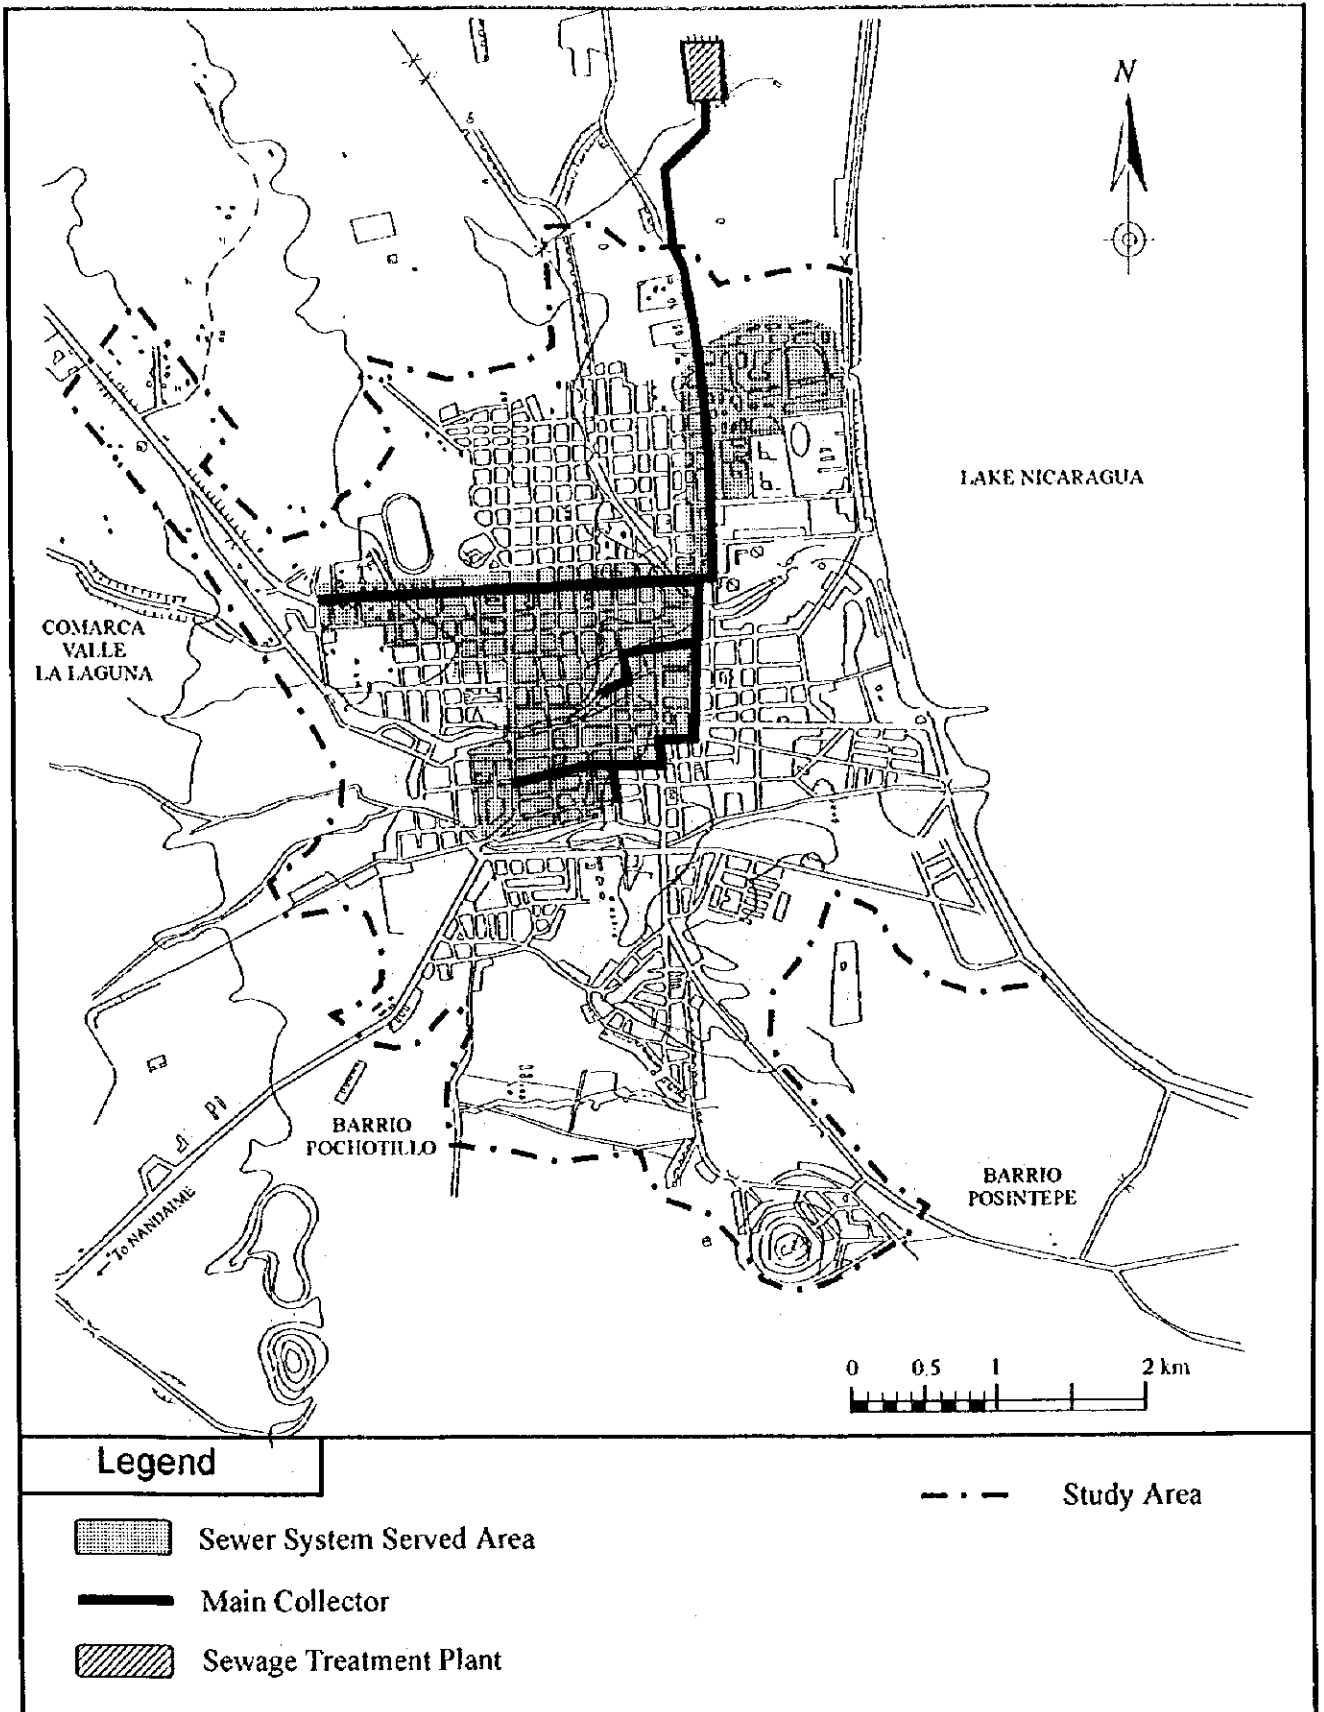 N
LAKE NICARAGUA
COMARCA
VALLE
LA LAGUNA
BARRIO
POCHOTILLO
BARRIO
POSINTEPE
To NANDAIME
0 0.5 1 2 km
Legend
Study Area
Sewer System Served Area
Main Collector
Sewage Treatment Plant